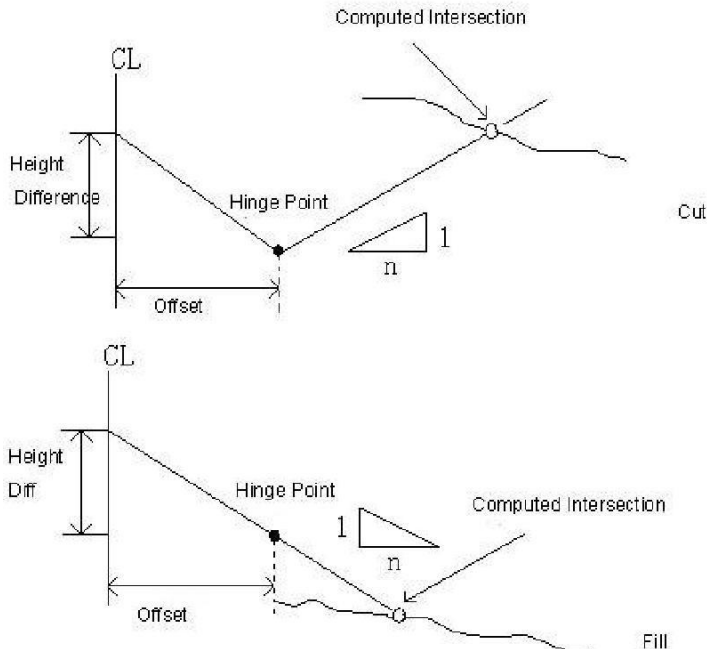 Computed Intersection
CL
Height
Difference
Hinge Point
Cut
1
n
Offset
CL
Height
Diff
Hinge Point
Computed Intersection
1
n
Offset
Fill